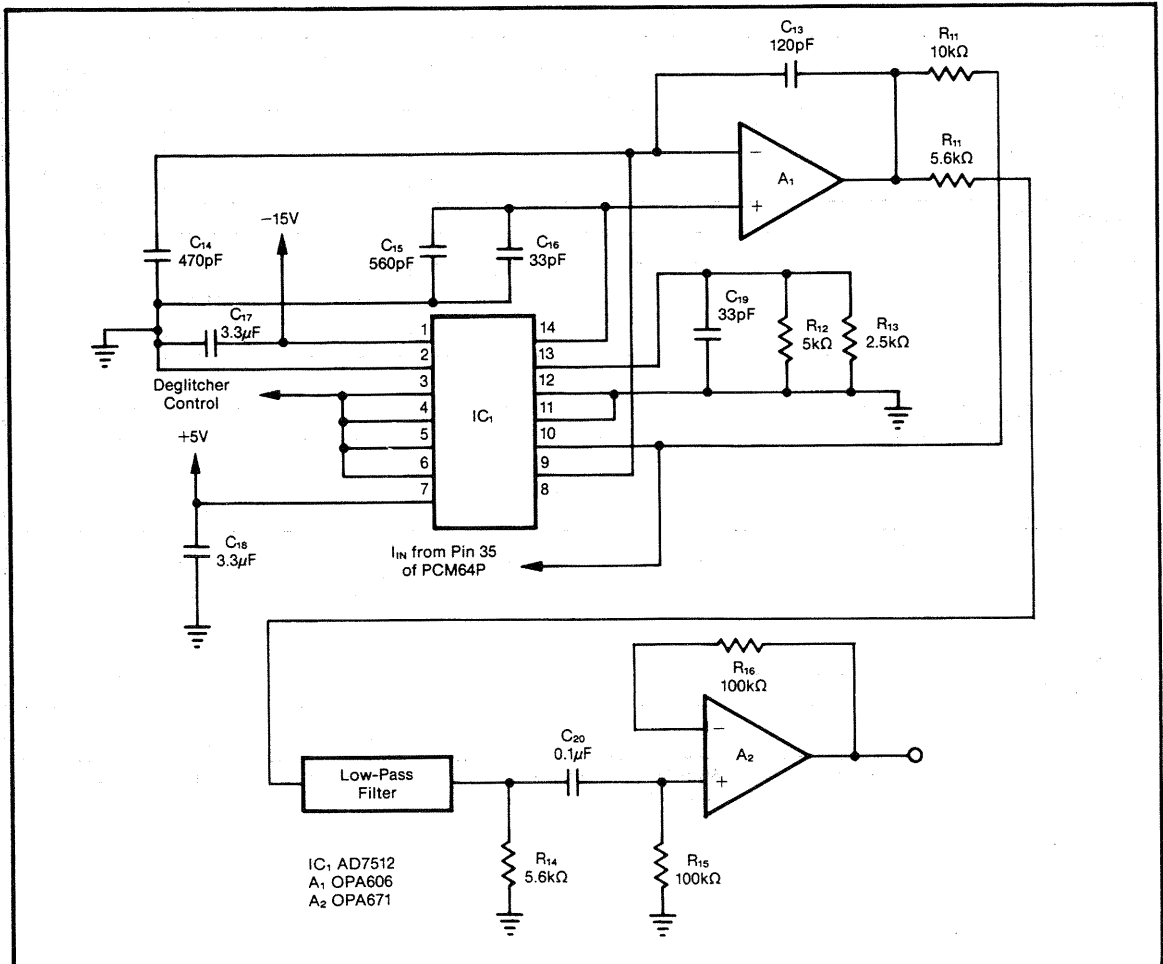 C₁₃
120pF
R₁₁
10kΩ
−
A₁
+
R₁₁
5.6kΩ
−15V
C₁₄
470pF
C₁₅
560pF
C₁₆
33pF
C₁₇
3.3µF
C₁₉
33pF
R₁₂
5kΩ
R₁₃
2.5kΩ
Deglitcher
Control
+5V
1
2
3
4
5
6
7
IC₁
14
13
12
11
10
9
8
C₁₈
3.3µF
I_IN from Pin 35
of PCM64P
R₁₆
100kΩ
−
A₂
+
C₂₀
0.1µF
Low-Pass
Filter
R₁₄
5.6kΩ
R₁₅
100kΩ
IC₁ AD7512
A₁ OPA606
A₂ OPA671